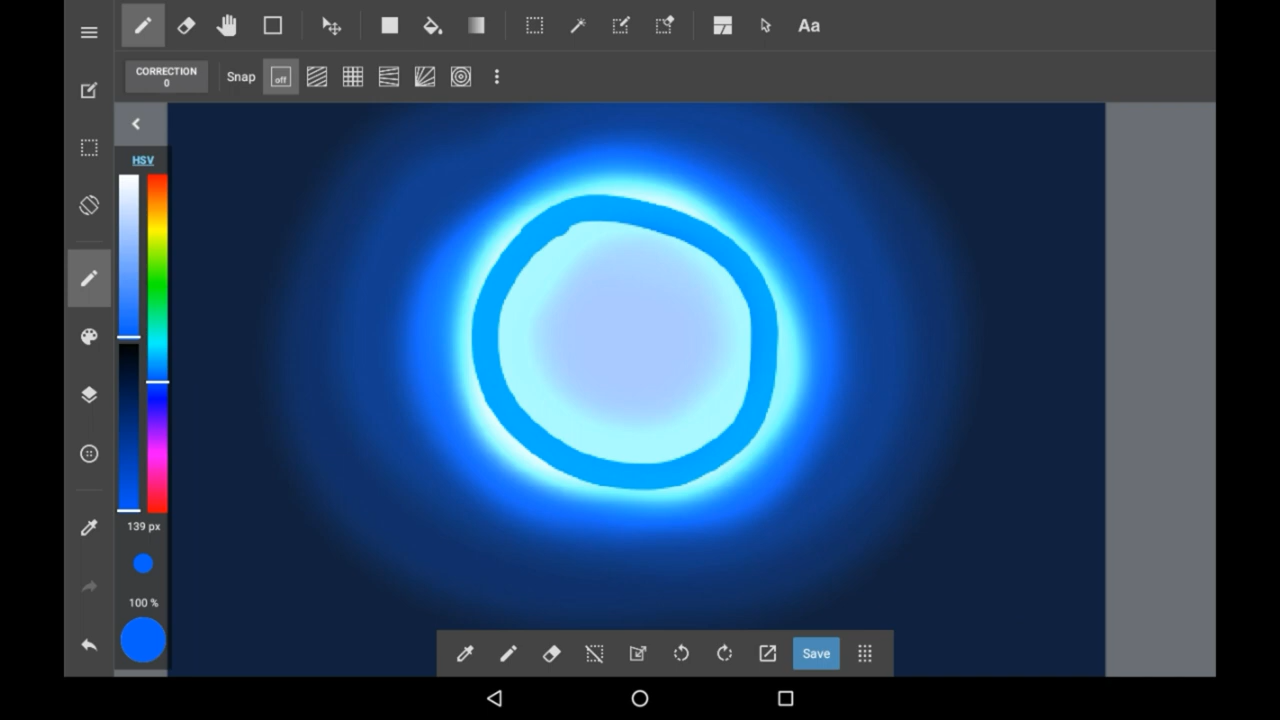 Aa
CORRECTION
0
Snap
off
HSV
139 px
100 %
Save